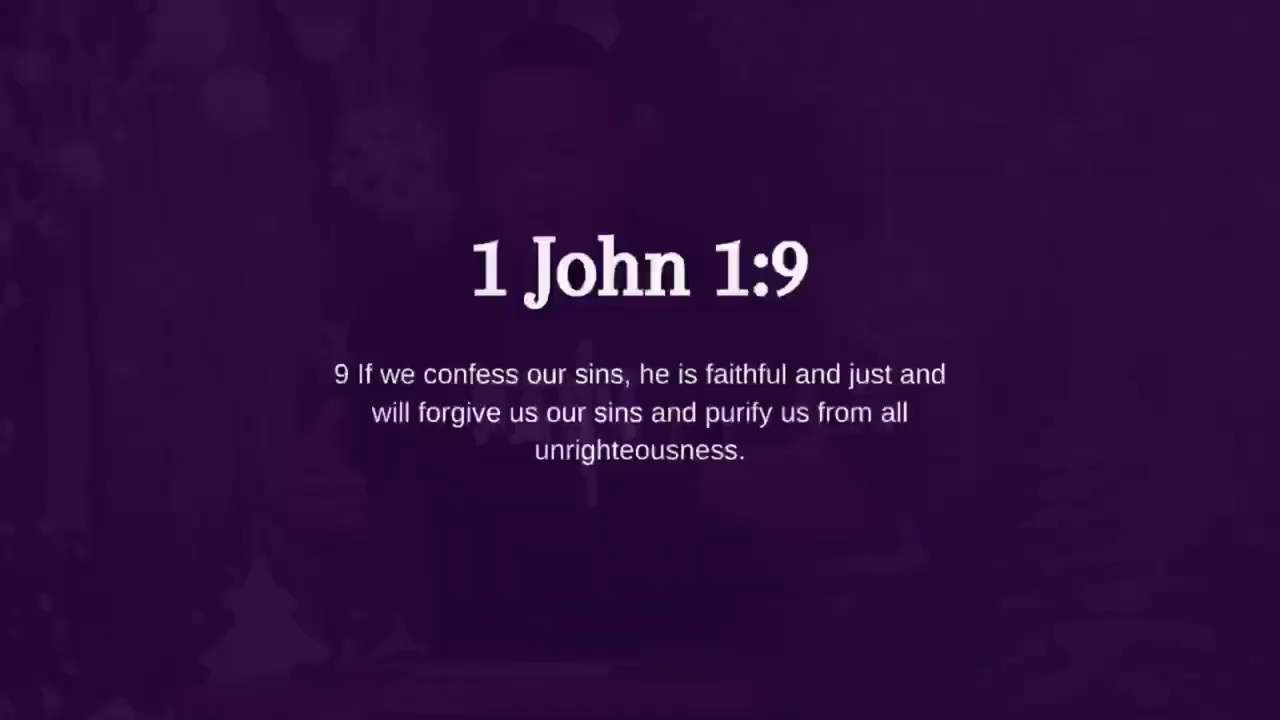 1 John 1:9
9 If we confess our sins, he is faithful and just and
will forgive us our sins and purify us from all
unrighteousness.